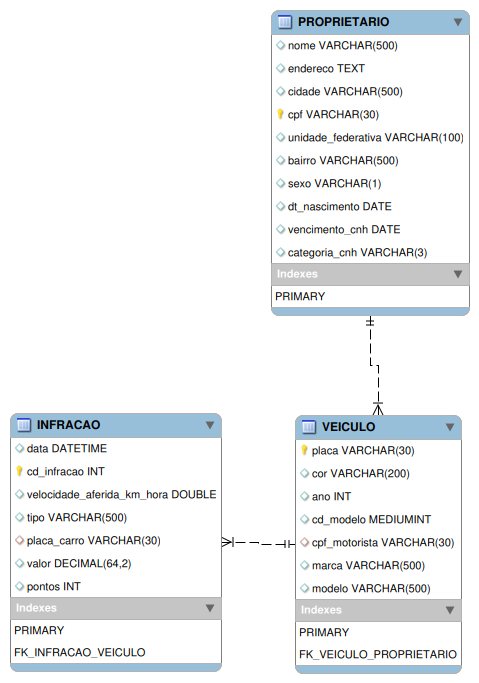 PROPRIETARIO
nome VARCHAR(500)
endereco TEXT
cidade VARCHAR(500)
cpf VARCHAR(30)
unidade_federativa VARCHAR(100)
bairro VARCHAR(500)
sexo VARCHAR(1)
dt_nascimento DATE
vencimento_cnh DATE
categoria_cnh VARCHAR(3)
Indexes
PRIMARY
INFRACAO
data DATETIME
cd_infracao INT
velocidade_aferida_km_hora DOUBLE
tipo VARCHAR(500)
placa_carro VARCHAR(30)
valor DECIMAL(64,2)
pontos INT
Indexes
PRIMARY
FK_INFRACAO_VEICULO
VEICULO
placa VARCHAR(30)
cor VARCHAR(200)
ano INT
cd_modelo MEDIUMINT
cpf_motorista VARCHAR(30)
marca VARCHAR(500)
modelo VARCHAR(500)
Indexes
PRIMARY
FK_VEICULO_PROPRIETARIO